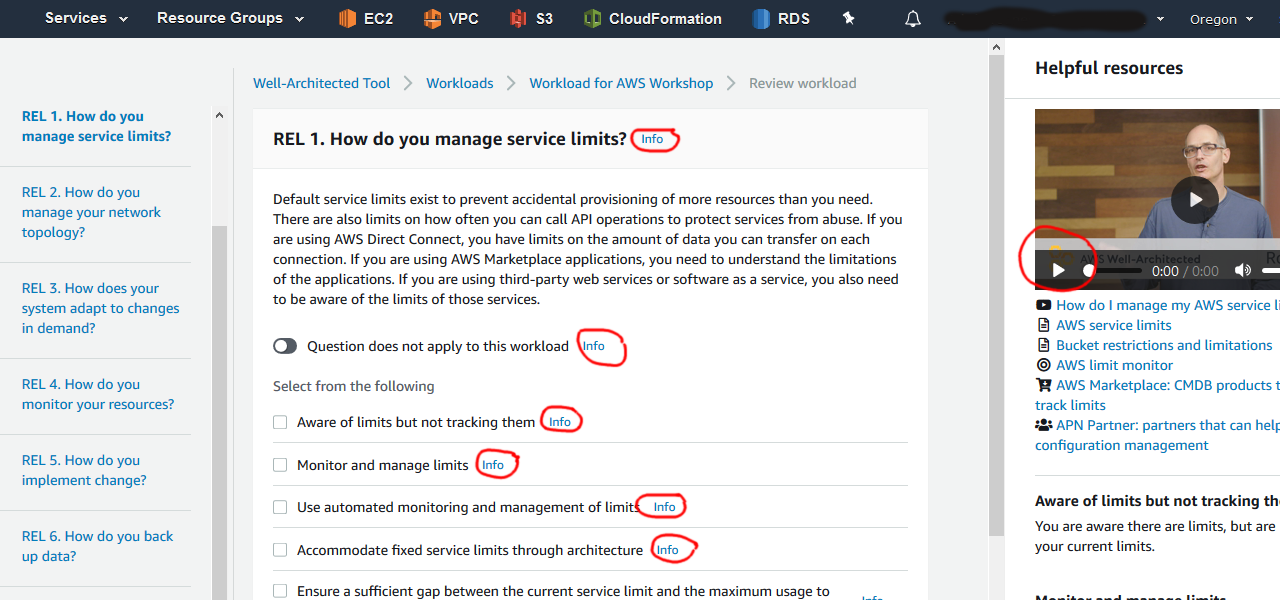 Services Resource Groups EC2 VPC S3 CloudFormation RDS Oregon
Well-Architected Tool Workloads Workload for AWS Workshop Review workload
REL 1. How do you
manage service limits?
REL 2. How do you
manage your network
topology?
REL 3. How does your
system adapt to changes
in demand?
REL 4. How do you
monitor your resources?
REL 5. How do you
implement change?
REL 6. How do you back
up data?
REL 1. How do you manage service limits? Info
Default service limits exist to prevent accidental provisioning of more resources than you need.
There are also limits on how often you can call API operations to protect services from abuse. If you
are using AWS Direct Connect, you have limits on the amount of data you can transfer on each
connection. If you are using AWS Marketplace applications, you need to understand the limitations
of the applications. If you are using third-party web services or software as a service, you also need
to be aware of the limits of those services.
Question does not apply to this workload Info
Select from the following
Aware of limits but not tracking them Info
Monitor and manage limits Info
Use automated monitoring and management of limits Info
Accommodate fixed service limits through architecture Info
Ensure a sufficient gap between the current service limit and the maximum usage to
Info
Helpful resources
AWS Well-Architected
0:00 / 0:00
How do I manage my AWS service li
AWS service limits
Bucket restrictions and limitations
AWS limit monitor
AWS Marketplace: CMDB products t
track limits
APN Partner: partners that can help
configuration management
Aware of limits but not tracking th
You are aware there are limits, but are
your current limits.
Monitor and manage limits